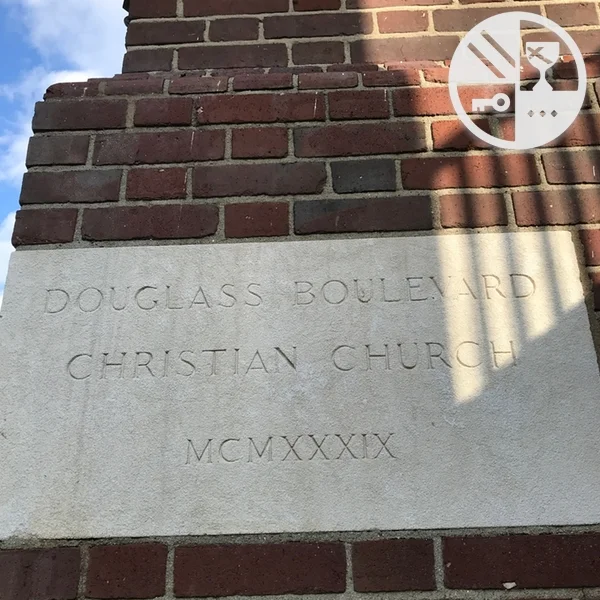 DOUGLASS BOULEVARD
CHRISTIAN CHURCH
MCMXXXIX